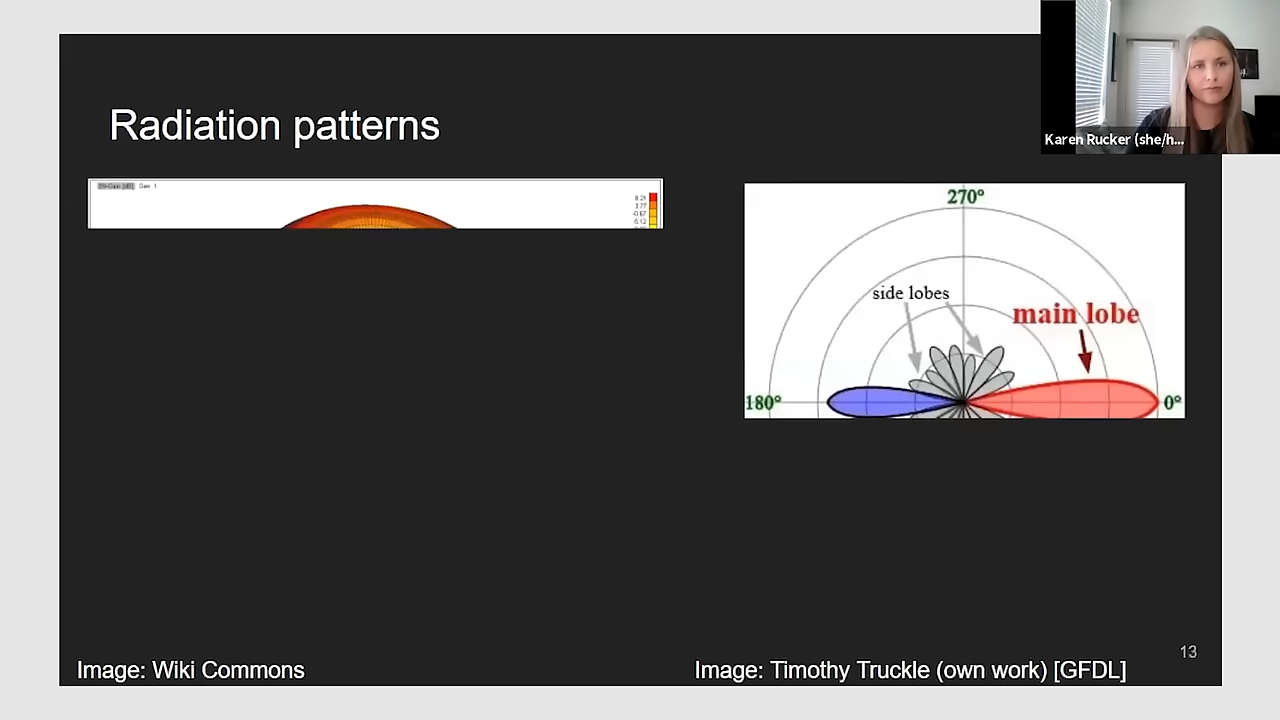 Karen Rucker (she/h...
Radiation patterns
270°
side lobes
main lobe
180°
0°
13
Image: Wiki Commons
Image: Timothy Truckle (own work) [GFDL]